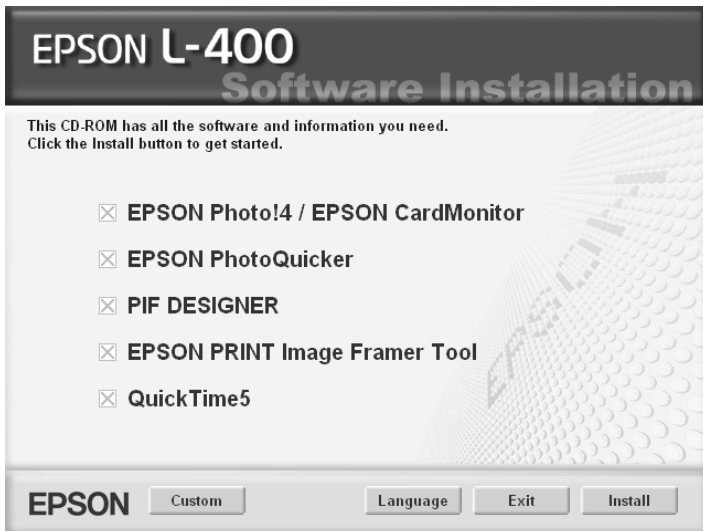 EPSON L-400
Software Installation
This CD-ROM has all the software and information you need.
Click the Install button to get started.
EPSON Photo!4 / EPSON CardMonitor
EPSON PhotoQuicker
PIF DESIGNER
EPSON PRINT Image Framer Tool
QuickTime5
EPSON
EPSON Custom Language Exit Install